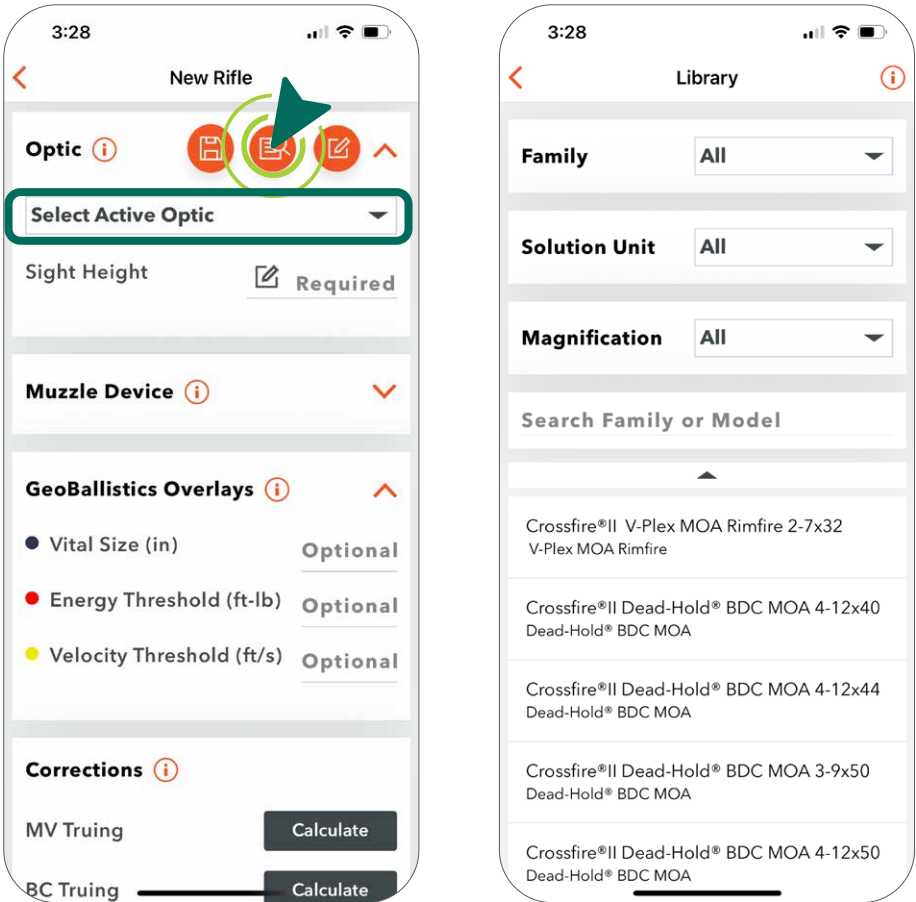 3:28
New Rifle
Optic
Select Active Optic
Sight Height
Required
Muzzle Device
GeoBallistics Overlays
Vital Size (in)
Optional
Energy Threshold (ft-lb)
Optional
Velocity Threshold (ft/s)
Optional
Corrections
MV Truing
Calculate
BC Truing
Calculate
3:28
Library
Family
All
Solution Unit
All
Magnification
All
Search Family or Model
Crossfire®II  V-Plex MOA Rimfire 2-7x32
V-Plex MOA Rimfire
Crossfire®II Dead-Hold® BDC MOA 4-12x40
Dead-Hold® BDC MOA
Crossfire®II Dead-Hold® BDC MOA 4-12x44
Dead-Hold® BDC MOA
Crossfire®II Dead-Hold® BDC MOA 3-9x50
Dead-Hold® BDC MOA
Crossfire®II Dead-Hold® BDC MOA 4-12x50
Dead-Hold® BDC MOA